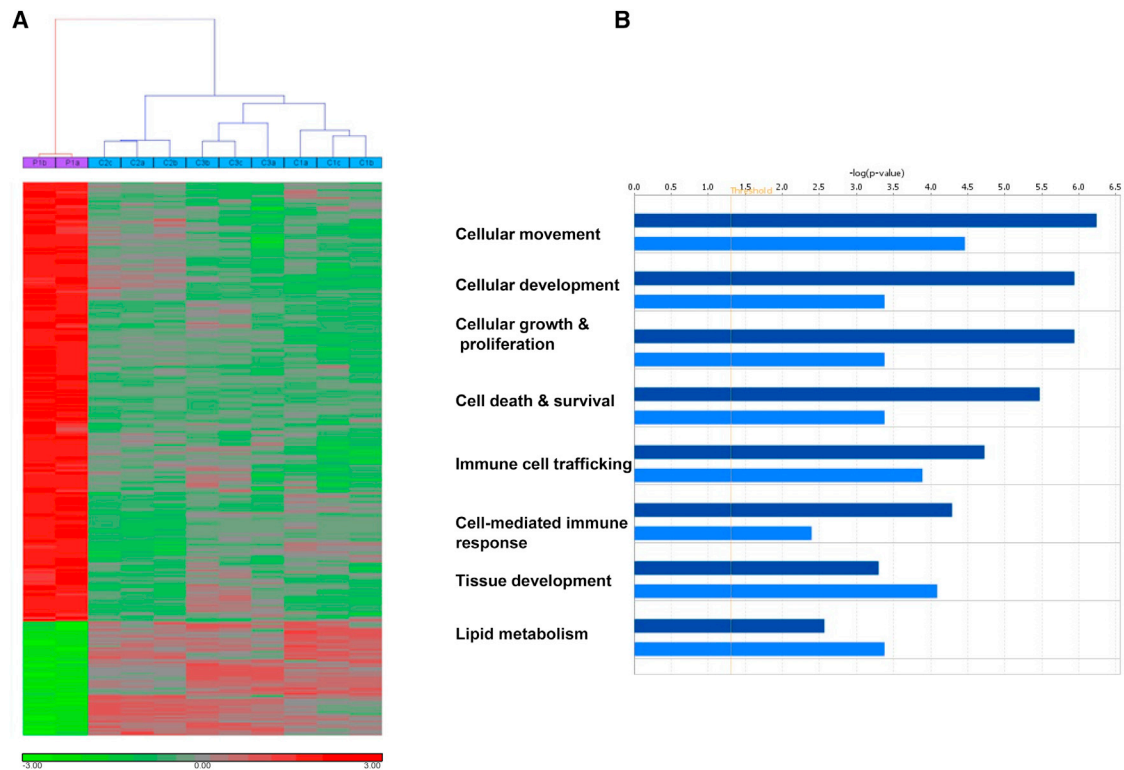 A
B
P1b P1a C2c C2a C2b C3b C3c C3a C1a C1c C1b
-3.00 0.00 3.00
-log(p-value)
0.0 0.5 1.0 1.5 2.0 2.5 3.0 3.5 4.0 4.5 5.0 5.5 6.0 6.5
Threshold
Cellular movement
Cellular development
Cellular growth &
proliferation
Cell death & survival
Immune cell trafficking
Cell-mediated immune
response
Tissue development
Lipid metabolism